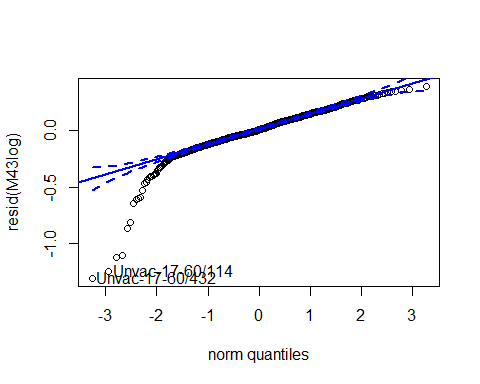 resid(M43log)
0.0
-0.5
-1.0
Unvac-17-60/114
Unvac-17-60/432
-3 -2 -1 0 1 2 3
norm quantiles